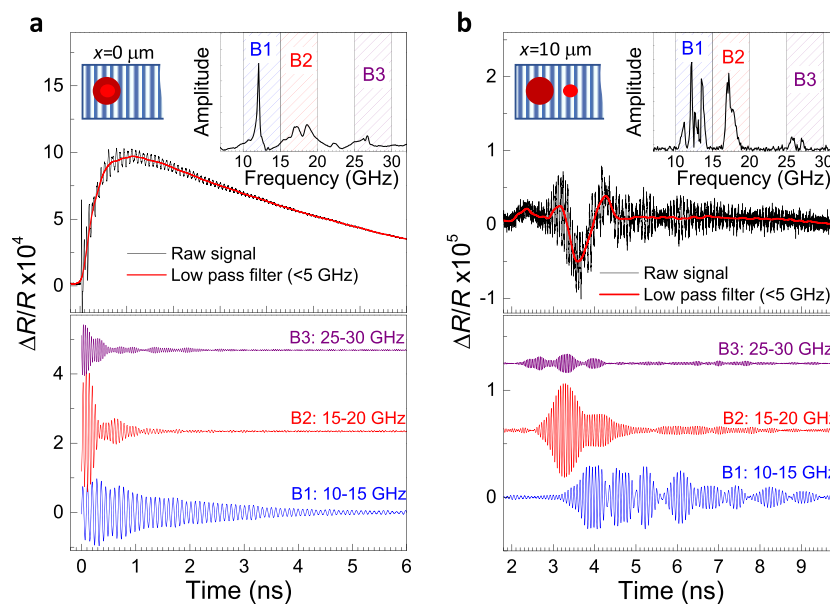 a
x=0 µm
Amplitude
B1
B2
B3
10 20 30
Frequency (GHz)
15
10
5
0
Raw signal
Low pass filter (<5 GHz)
ΔR/R x10⁴
B3: 25-30 GHz
B2: 15-20 GHz
B1: 10-15 GHz
4
2
0
0 1 2 3 4 5 6
Time (ns)
b
x=10 µm
Amplitude
B1
B2
B3
10 20 30
Frequency (GHz)
2
1
0
-1
Raw signal
Low pass filter (<5 GHz)
ΔR/R x10⁵
B3: 25-30 GHz
B2: 15-20 GHz
B1: 10-15 GHz
1
0
2 3 4 5 6 7 8 9
Time (ns)